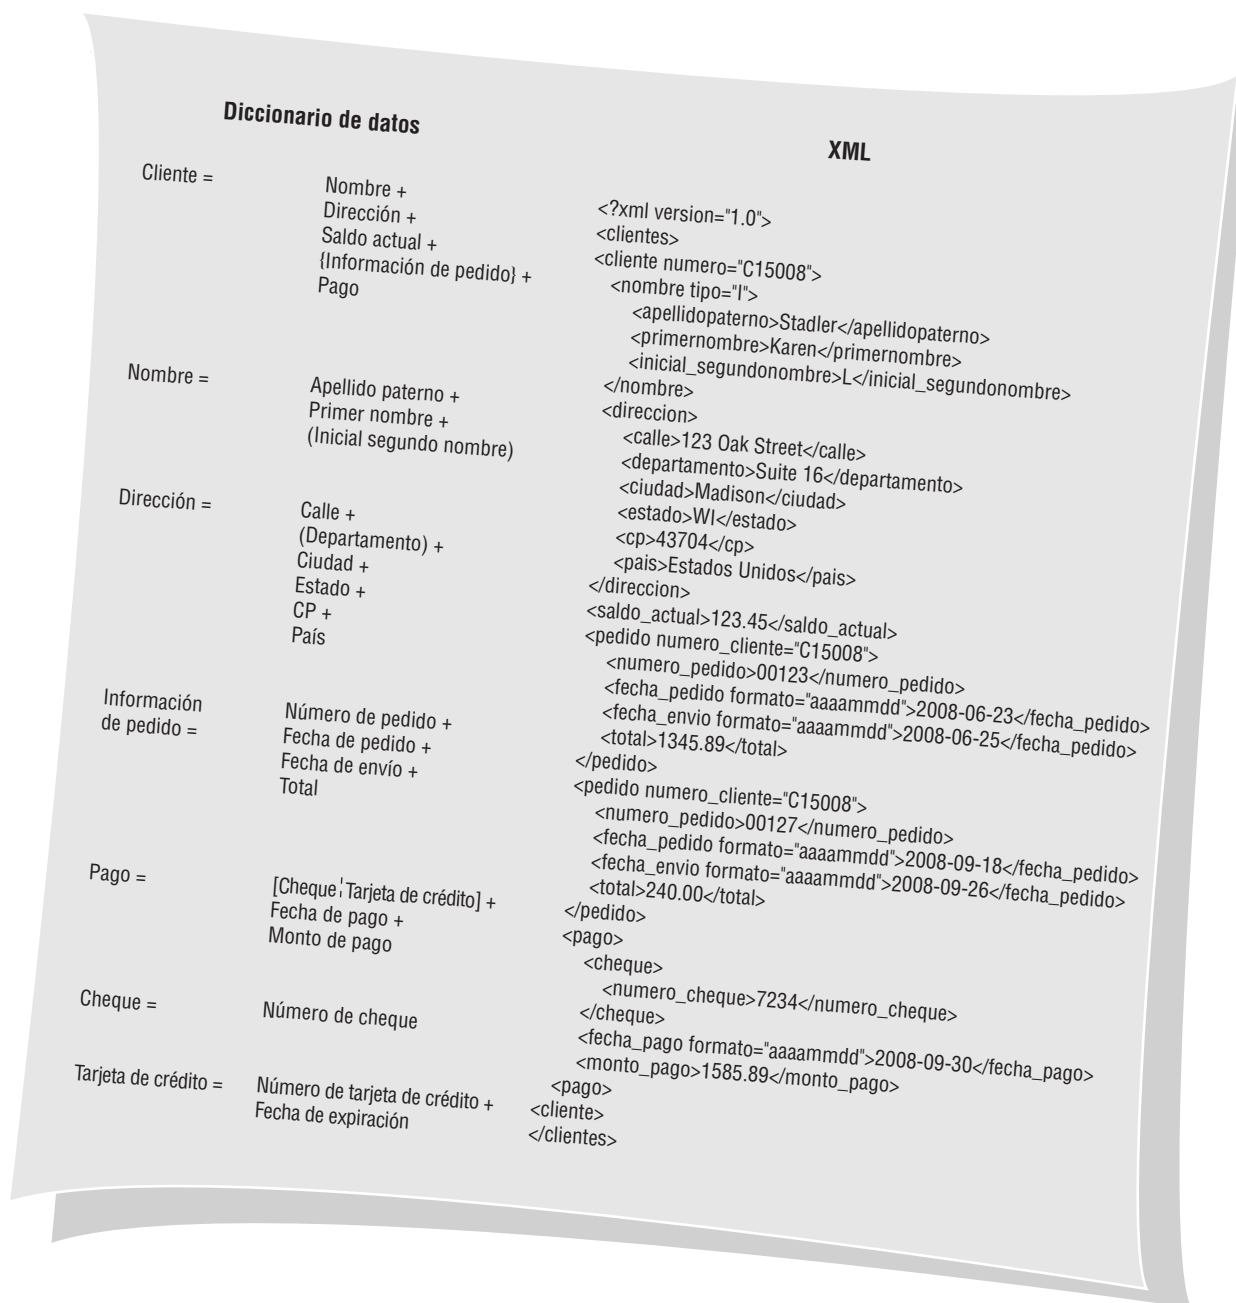 Diccionario de datos
Cliente =
Nombre +
Dirección +
Saldo actual +
{Información de pedido} +
Pago
Nombre =
Apellido paterno +
Primer nombre +
(Inicial segundo nombre)
Dirección =
Calle +
(Departamento) +
Ciudad +
Estado +
CP +
País
Información
de pedido =
Número de pedido +
Fecha de pedido +
Fecha de envío +
Total
Pago =
[Cheque ¦ Tarjeta de crédito] +
Fecha de pago +
Monto de pago
Cheque =
Número de cheque
Tarjeta de crédito =
Número de tarjeta de crédito +
Fecha de expiración
XML
<?xml version="1.0">
<clientes>
<cliente numero="C15008">
<nombre tipo="I">
<apellidopaterno>Stadler</apellidopaterno>
<primernombre>Karen</primernombre>
<inicial_segundonombre>L</inicial_segundonombre>
</nombre>
<direccion>
<calle>123 Oak Street</calle>
<departamento>Suite 16</departamento>
<ciudad>Madison</ciudad>
<estado>WI</estado>
<cp>43704</cp>
<pais>Estados Unidos</pais>
</direccion>
<saldo_actual>123.45</saldo_actual>
<pedido numero_cliente="C15008">
<numero_pedido>00123</numero_pedido>
<fecha_pedido formato="aaaammdd">2008-06-23</fecha_pedido>
<fecha_envio formato="aaaammdd">2008-06-25</fecha_pedido>
<total>1345.89</total>
</pedido>
<pedido numero_cliente="C15008">
<numero_pedido>00127</numero_pedido>
<fecha_pedido formato="aaaammdd">2008-09-18</fecha_pedido>
<fecha_envio formato="aaaammdd">2008-09-26</fecha_pedido>
<total>240.00</total>
</pedido>
<pago>
<cheque>
<numero_cheque>7234</numero_cheque>
</cheque>
<fecha_pago formato="aaaammdd">2008-09-30</fecha_pago>
<monto_pago>1585.89</monto_pago>
<pago>
<cliente>
</clientes>